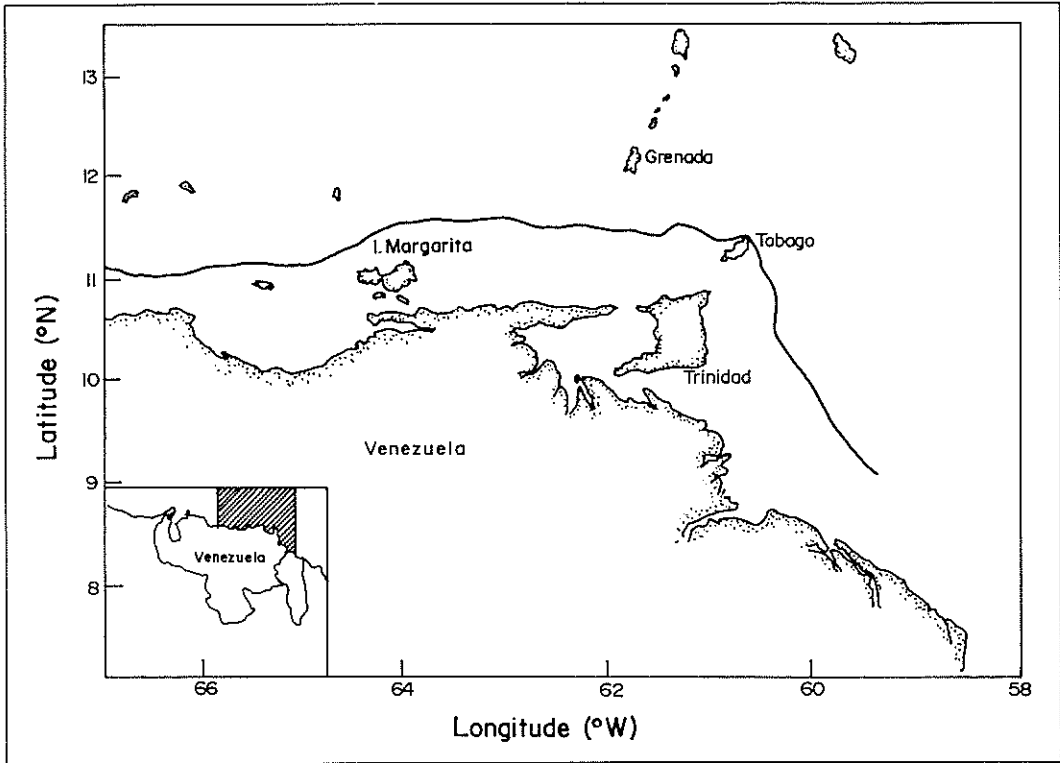 13
12
11
10
9
8
Latitude (°N)
Grenada
Tobago
I. Margarita
Trinidad
Venezuela
Venezuela
66
64
62
60
58
Longitude (°W)